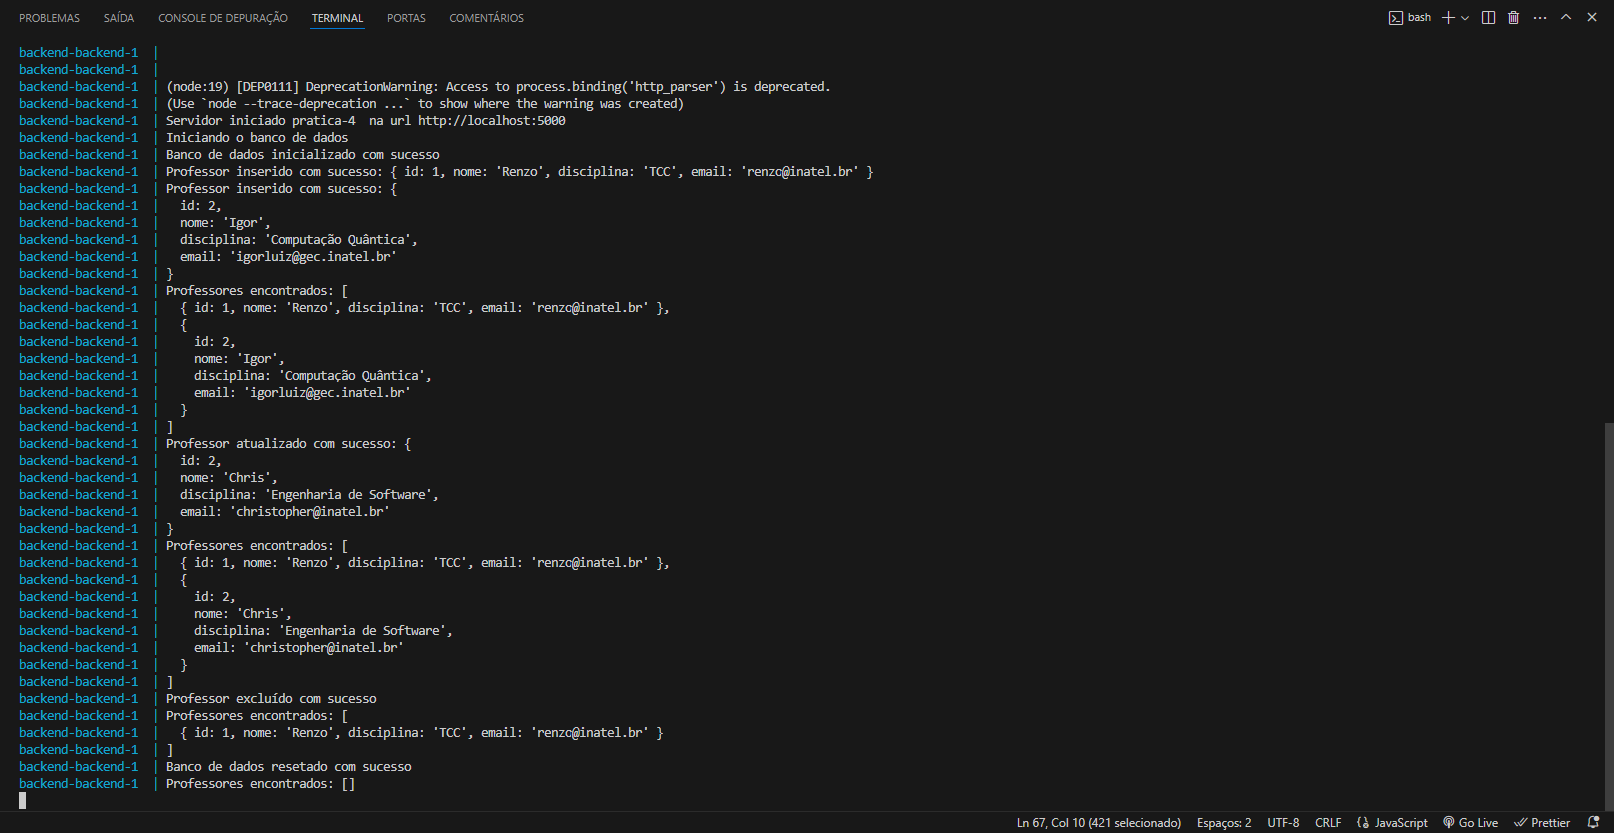 PROBLEMAS SAÍDA CONSOLE DE DEPURAÇÃO TERMINAL PORTAS COMENTÁRIOS bash
backend-backend-1 |
backend-backend-1 |
backend-backend-1 | (node:19) [DEP0111] DeprecationWarning: Access to process.binding('http_parser') is deprecated.
backend-backend-1 | (Use `node --trace-deprecation ...` to show where the warning was created)
backend-backend-1 | Servidor iniciado pratica-4  na url http://localhost:5000
backend-backend-1 | Iniciando o banco de dados
backend-backend-1 | Banco de dados inicializado com sucesso
backend-backend-1 | Professor inserido com sucesso: { id: 1, nome: 'Renzo', disciplina: 'TCC', email: 'renzo@inatel.br' }
backend-backend-1 | Professor inserido com sucesso: {
backend-backend-1 |   id: 2,
backend-backend-1 |   nome: 'Igor',
backend-backend-1 |   disciplina: 'Computação Quântica',
backend-backend-1 |   email: 'igorluiz@gec.inatel.br'
backend-backend-1 | }
backend-backend-1 | Professores encontrados: [
backend-backend-1 |   { id: 1, nome: 'Renzo', disciplina: 'TCC', email: 'renzo@inatel.br' },
backend-backend-1 |   {
backend-backend-1 |     id: 2,
backend-backend-1 |     nome: 'Igor',
backend-backend-1 |     disciplina: 'Computação Quântica',
backend-backend-1 |     email: 'igorluiz@gec.inatel.br'
backend-backend-1 |   }
backend-backend-1 | ]
backend-backend-1 | Professor atualizado com sucesso: {
backend-backend-1 |   id: 2,
backend-backend-1 |   nome: 'Chris',
backend-backend-1 |   disciplina: 'Engenharia de Software',
backend-backend-1 |   email: 'christopher@inatel.br'
backend-backend-1 | }
backend-backend-1 | Professores encontrados: [
backend-backend-1 |   { id: 1, nome: 'Renzo', disciplina: 'TCC', email: 'renzo@inatel.br' },
backend-backend-1 |   {
backend-backend-1 |     id: 2,
backend-backend-1 |     nome: 'Chris',
backend-backend-1 |     disciplina: 'Engenharia de Software',
backend-backend-1 |     email: 'christopher@inatel.br'
backend-backend-1 |   }
backend-backend-1 | ]
backend-backend-1 | Professor excluído com sucesso
backend-backend-1 | Professores encontrados: [
backend-backend-1 |   { id: 1, nome: 'Renzo', disciplina: 'TCC', email: 'renzo@inatel.br' }
backend-backend-1 | ]
backend-backend-1 | Banco de dados resetado com sucesso
backend-backend-1 | Professores encontrados: []
Ln 67, Col 10 (421 selecionado) Espaços: 2 UTF-8 CRLF JavaScript Go Live Prettier